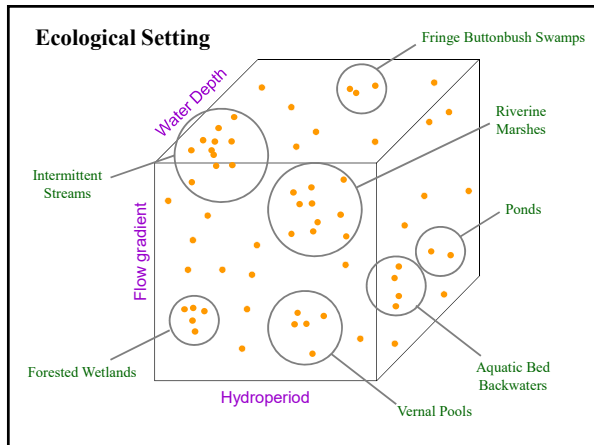 Ecological Setting
Fringe Buttonbush Swamps
Water Depth
Riverine
Marshes
Intermittent
Streams
Ponds
Flow gradient
Forested Wetlands
Hydroperiod
Vernal Pools
Aquatic Bed
Backwaters